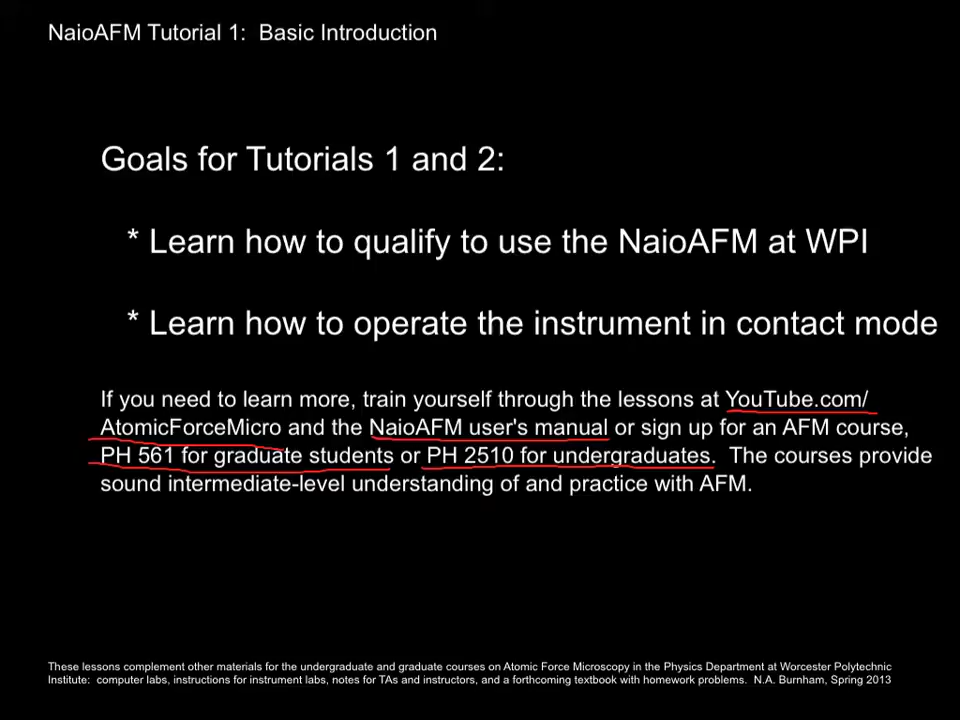 NaioAFM Tutorial 1:  Basic Introduction
Goals for Tutorials 1 and 2:
* Learn how to qualify to use the NaioAFM at WPI
* Learn how to operate the instrument in contact mode
If you need to learn more, train yourself through the lessons at YouTube.com/
AtomicForceMicro and the NaioAFM user's manual or sign up for an AFM course,
PH 561 for graduate students or PH 2510 for undergraduates.  The courses provide
sound intermediate-level understanding of and practice with AFM.
These lessons complement other materials for the undergraduate and graduate courses on Atomic Force Microscopy in the Physics Department at Worcester Polytechnic
Institute:  computer labs, instructions for instrument labs, notes for TAs and instructors, and a forthcoming textbook with homework problems.  N.A. Burnham, Spring 2013